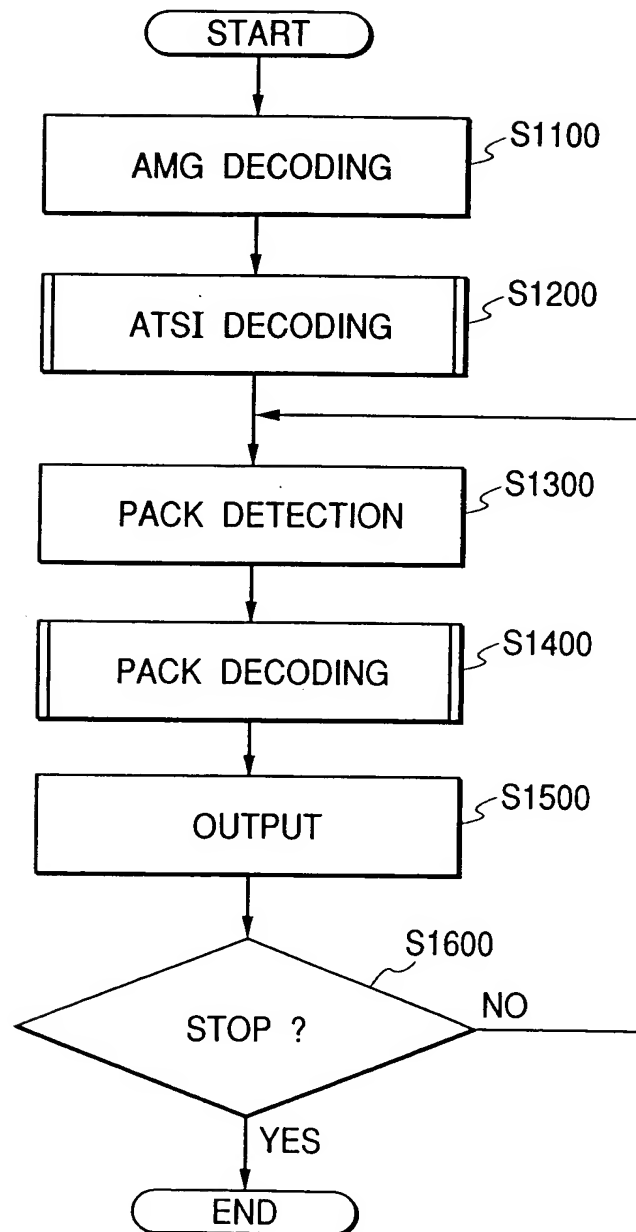 START
AMG DECODING
S1100
ATSI DECODING
S1200
PACK DETECTION
S1300
PACK DECODING
S1400
OUTPUT
S1500
S1600
STOP ?
NO
YES
END